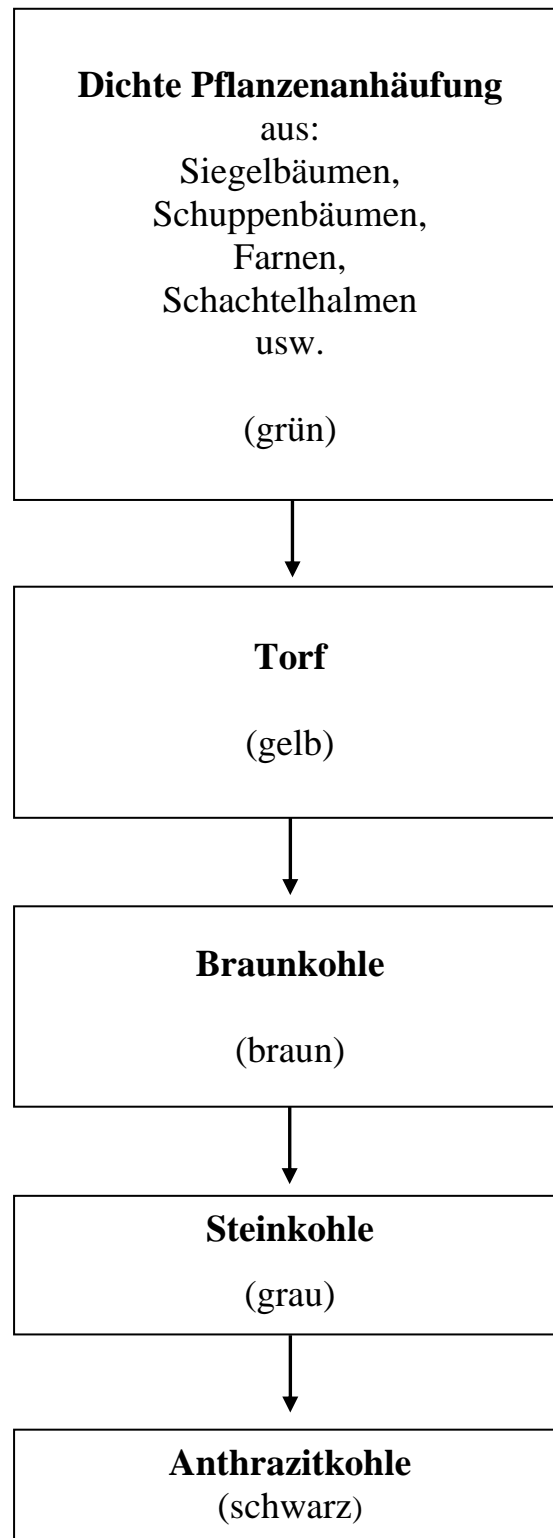 Dichte Pflanzenanhäufung
aus:
Siegelbäumen,
Schuppenbäumen,
Farnen,
Schachtelhalmen
usw.
(grün)
Torf
(gelb)
Braunkohle
(braun)
Steinkohle
(grau)
Anthrazitkohle
(schwarz)